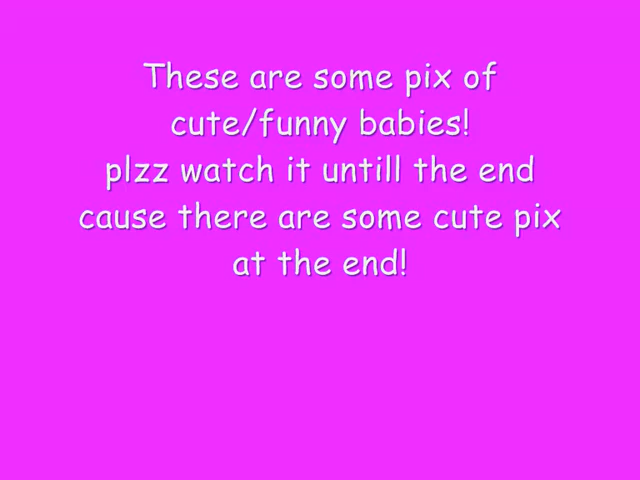 These are some pix of
cute/funny babies!
plzz watch it untill the end
cause there are some cute pix
at the end!